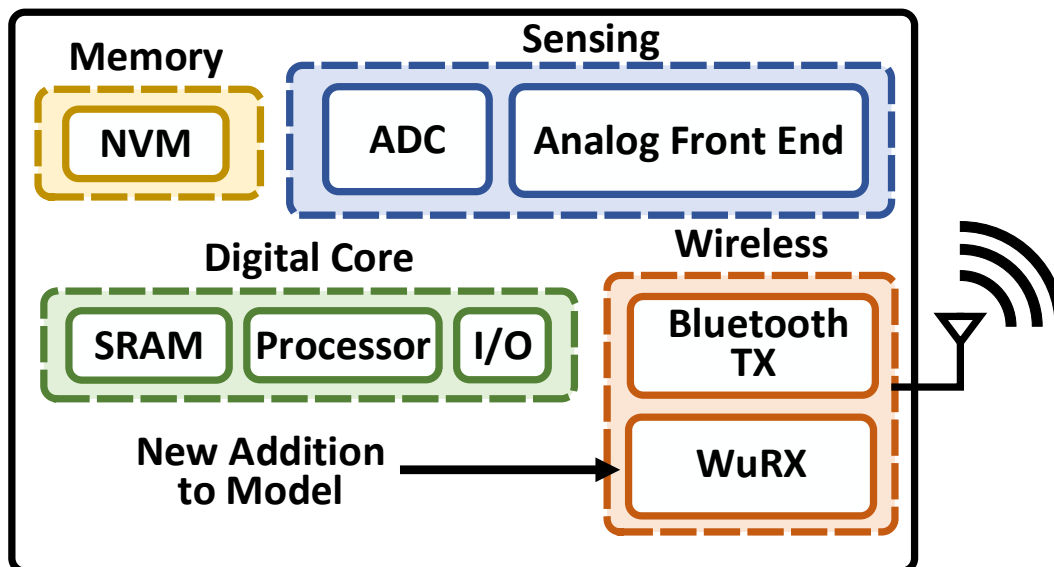 Memory
NVM
Sensing
ADC
Analog Front End
Digital Core
SRAM
Processor
I/O
Wireless
Bluetooth
TX
WuRX
New Addition
to Model